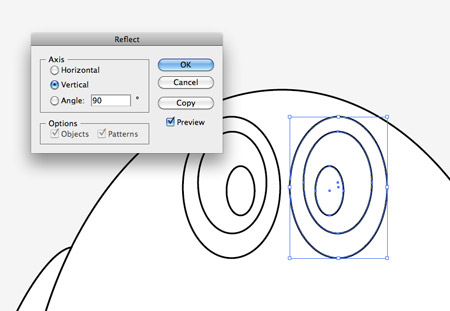 Reflect
Axis
Horizontal
Vertical
Angle: 90 °
Options
Objects Patterns
OK
Cancel
Copy
Preview